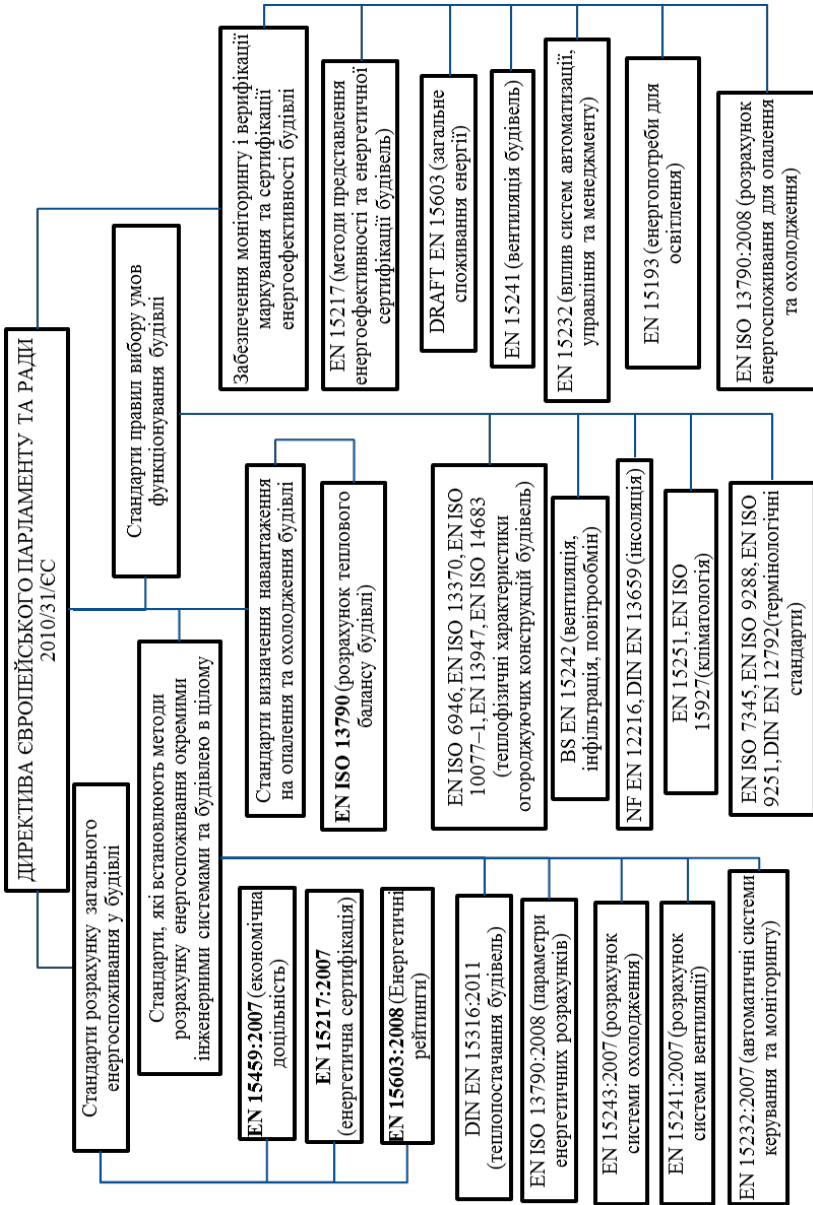 ДИРЕКТИВА ЄВРОПЕЙСЬКОГО ПАРЛАМЕНТУ ТА РАДИ
2010/31/ЄС
Стандарти розрахунку загального
енергоспоживання у будівлі
EN 15459:2007 (економічна
доцільність)
EN 15217:2007
(енергетична сертифікація)
EN 15603:2008 (Енергетичні
рейтинги)
Стандарти, які встановлюють методи
розрахунку енергоспоживання окремими
інженерними системами та будівлею в цілому
DIN EN 15316:2011
(теплопостачання будівель)
EN ISO 13790:2008 (параметри
енергетичних розрахунків)
EN 15243:2007 (розрахунок
системи охолодження)
EN 15241:2007 (розрахунок
системи вентиляції)
EN 15232:2007 (автоматичні системи
керування та моніторингу)
Стандарти визначення навантаження
на опалення та охолодження будівлі
EN ISO 13790 (розрахунок теплового
балансу будівлі)
Стандарти правил вибору умов
функціонування будівлі
EN ISO 6946, EN ISO 13370, EN ISO
10077–1, EN 13947, EN ISO 14683
(теплофізичні характеристики
огороджуючих конструкцій будівель)
BS EN 15242 (вентиляція,
інфільтрація, повітрообмін)
NF EN 12216, DIN EN 13659 (інсоляція)
EN 15251, EN ISO
15927(кліматологія)
EN ISO 7345, EN ISO 9288, EN ISO
9251, DIN EN 12792(термінологічні
стандарти)
Забезпечення моніторингу і верифікації
маркування та сертифікації
енергоефективності будівлі
EN 15217 (методи представлення
енергоефективності та енергетичної
сертифікації будівель)
DRAFT EN 15603 (загальне
споживання енергії)
EN 15241 (вентиляція будівель)
EN 15232 (вплив систем автоматизації,
управління та менеджменту)
EN 15193 (енергопотреби для
освітлення)
EN ISO 13790:2008 (розрахунок
енергоспоживання для опалення
та охолодження)